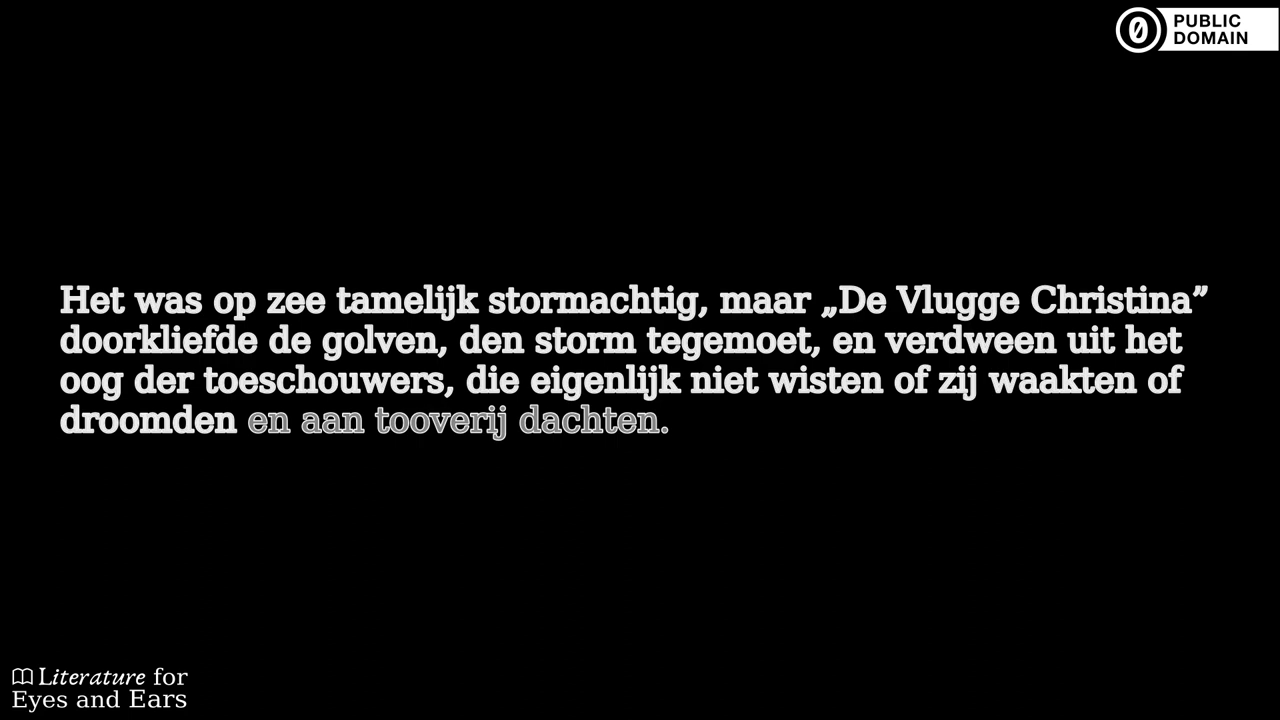 PUBLIC
DOMAIN
Het was op zee tamelijk stormachtig, maar „De Vlugge Christina”
doorkliefde de golven, den storm tegemoet, en verdween uit het
oog der toeschouwers, die eigenlijk niet wisten of zij waakten of
droomden en aan tooverij dachten.
Literature for
Eyes and Ears